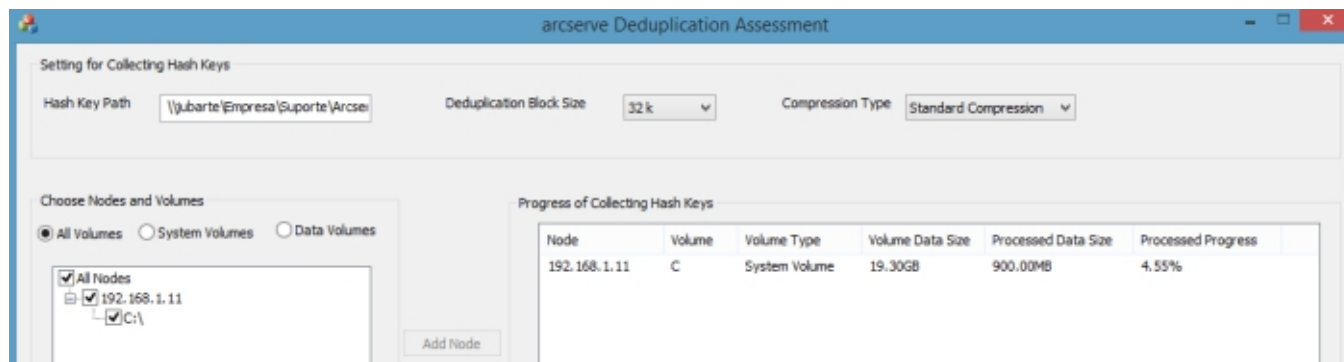 arcserve Deduplication Assessment
Setting for Collecting Hash Keys
Hash Key Path \\jubarte\Empresa\Suporte\Arcser Deduplication Block Size 32 k Compression Type Standard Compression
Choose Nodes and Volumes
All Volumes System Volumes Data Volumes
All Nodes
192.168.1.11
C:\
Add Node
Progress of Collecting Hash Keys
Node Volume Volume Type Volume Data Size Processed Data Size Processed Progress
192.168.1.11 C System Volume 19.30GB 900.00MB 4.55%